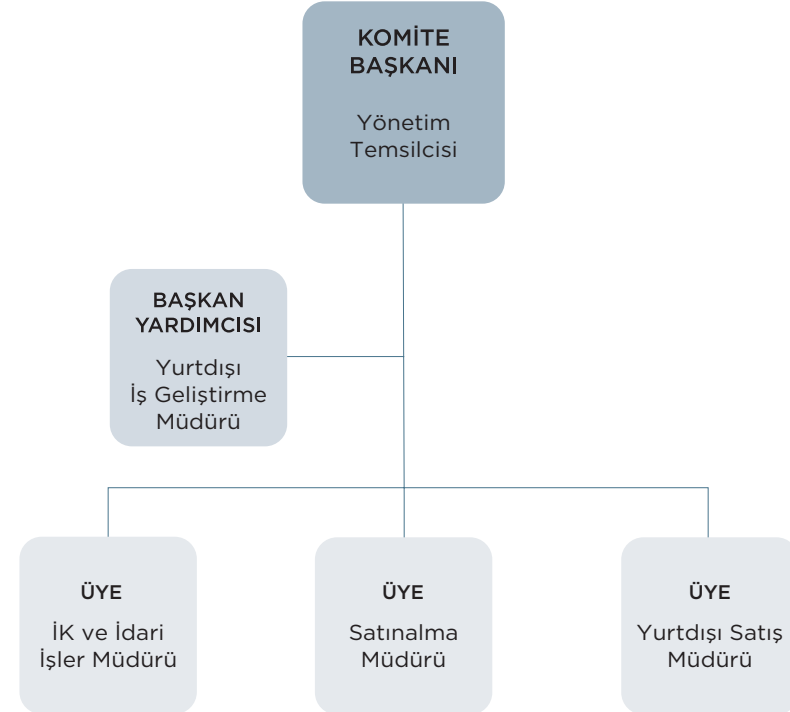 KOMİTE
BAŞKANI
Yönetim
Temsilcisi
BAŞKAN
YARDIMCISI
Yurtdışı
İş Geliştirme
Müdürü
ÜYE
İK ve İdari
İşler Müdürü
ÜYE
Satınalma
Müdürü
ÜYE
Yurtdışı Satış
Müdürü